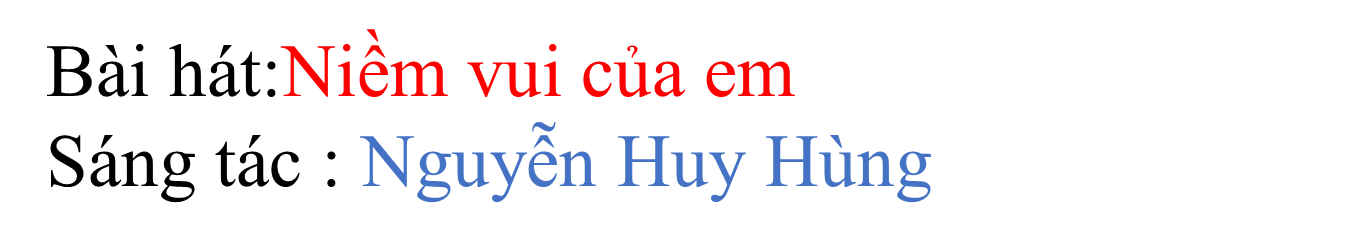 Bài hát:Niềm vui của em
Sáng tác : Nguyễn Huy Hùng